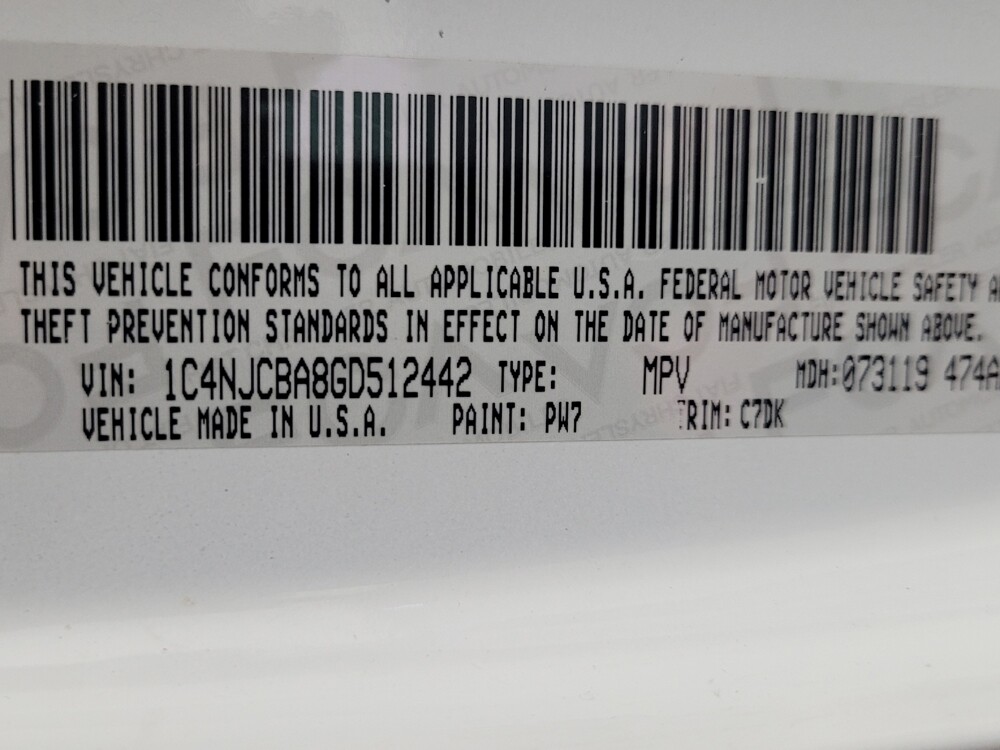 THIS VEHICLE CONFORMS TO ALL APPLICABLE U.S.A. FEDERAL MOTOR VEHICLE SAFETY
THEFT PREVENTION STANDARDS IN EFFECT ON THE DATE OF MANUFACTURE SHOWN ABOVE.
VIN: 1C4NJCBA8GD512442 TYPE: MPV MDH:073119 474A
VEHICLE MADE IN U.S.A. PAINT: PW7 TRIM: C7DK